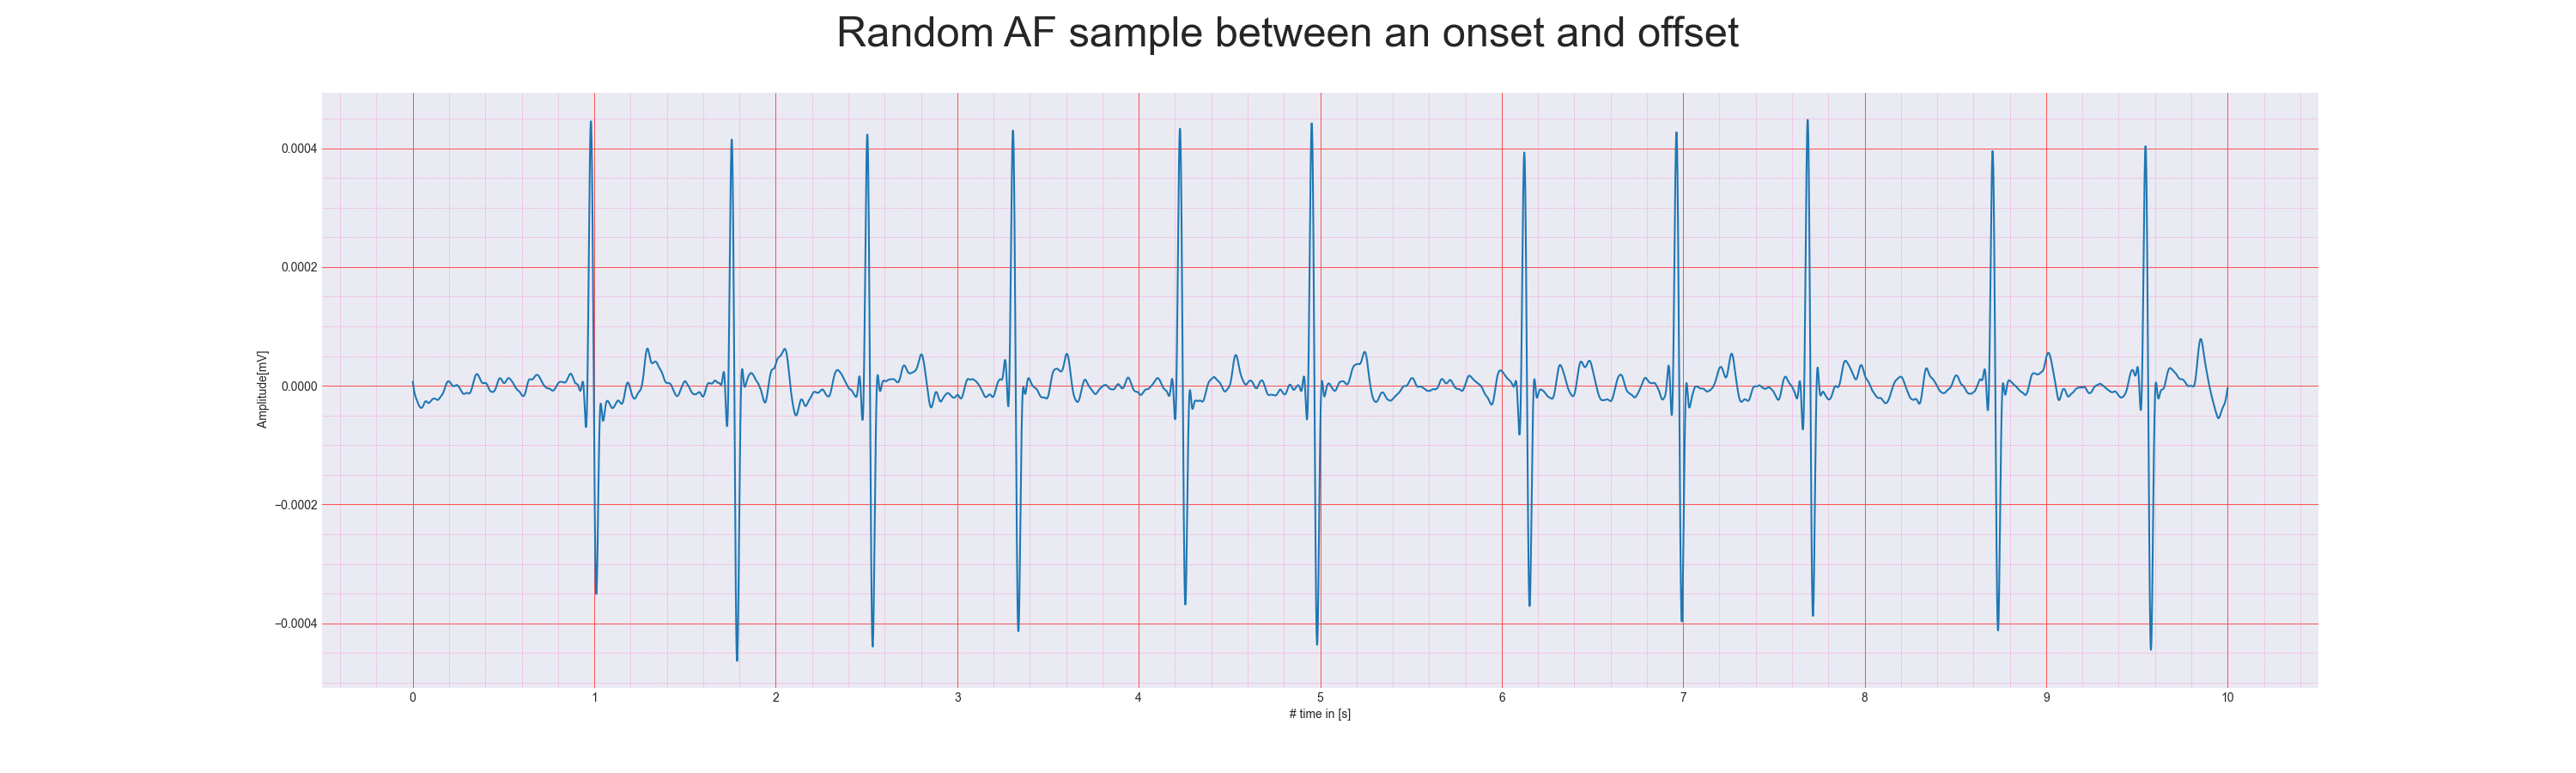 Random AF sample between an onset and offset
0.0004
0.0002
0.0000
−0.0002
−0.0004
Amplitude[mV]
0 1 2 3 4 5 6 7 8 9 10
# time in [s]